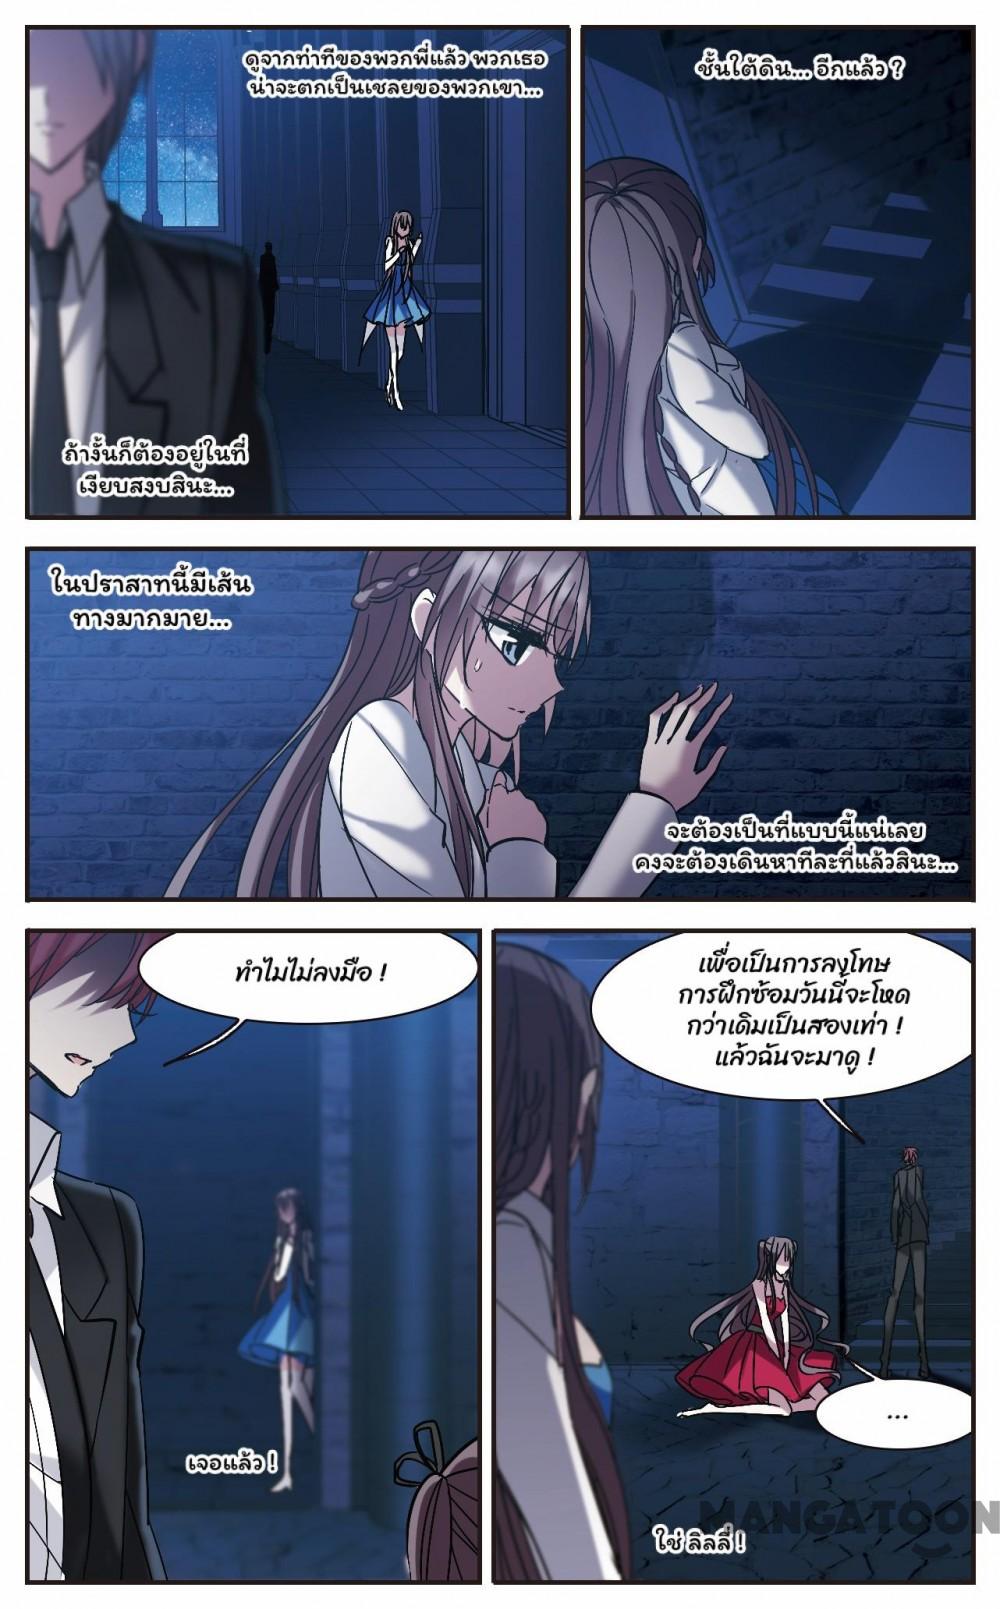 ดูจากท่าทีของพวกพี่แล้ว พวกเธอ
น่าจะตกเป็นเชลยของพวกเขา...
ถ้างั้นก็ต้องอยู่ในที่
เงียบสงบสินะ...
ชั้นใต้ดิน... อีกแล้ว ?
ในปราสาทนี้มีเส้น
ทางมากมาย...
จะต้องเป็นที่แบบนี้แน่เลย
คงจะต้องเดินหาทีละที่แล้วสินะ...
ทำไมไม่ลงมือ !
เจอแล้ว !
เพื่อเป็นการลงโทษ
การฝึกซ้อมวันนี้จะโหด
กว่าเดิมเป็นสองเท่า !
แล้วฉันจะมาดู !
...
ใช่ ลิลลี่ !
MANGATOON